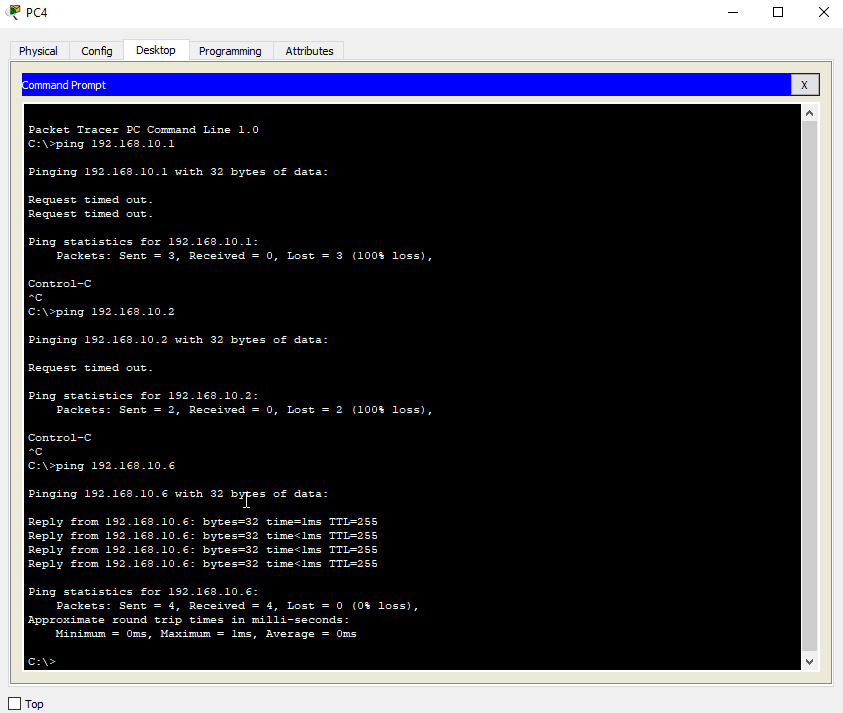 PC4
Physical Config Desktop Programming Attributes
Command Prompt X
Packet Tracer PC Command Line 1.0
C:\>ping 192.168.10.1
Pinging 192.168.10.1 with 32 bytes of data:
Request timed out.
Request timed out.
Ping statistics for 192.168.10.1:
    Packets: Sent = 3, Received = 0, Lost = 3 (100% loss),
Control-C
^C
C:\>ping 192.168.10.2
Pinging 192.168.10.2 with 32 bytes of data:
Request timed out.
Ping statistics for 192.168.10.2:
    Packets: Sent = 2, Received = 0, Lost = 2 (100% loss),
Control-C
^C
C:\>ping 192.168.10.6
Pinging 192.168.10.6 with 32 bytes of data:
Reply from 192.168.10.6: bytes=32 time=1ms TTL=255
Reply from 192.168.10.6: bytes=32 time<1ms TTL=255
Reply from 192.168.10.6: bytes=32 time<1ms TTL=255
Reply from 192.168.10.6: bytes=32 time<1ms TTL=255
Ping statistics for 192.168.10.6:
    Packets: Sent = 4, Received = 4, Lost = 0 (0% loss),
Approximate round trip times in milli-seconds:
    Minimum = 0ms, Maximum = 1ms, Average = 0ms
C:\>
Top